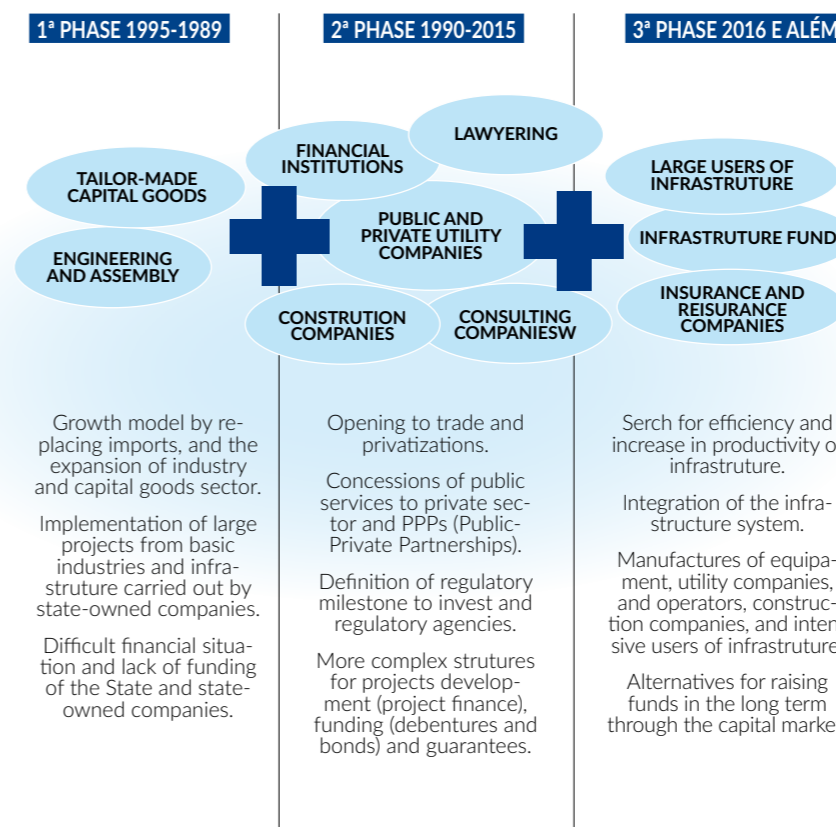 1ª PHASE 1995-1989
TAILOR-MADE
CAPITAL GOODS
ENGINEERING
AND ASSEMBLY
Growth model by re-
placing imports, and the
expansion of industry
and capital goods sector.
Implementation of large
projects from basic
industries and infra-
struture carried out by
state-owned companies.
Difficult financial situa-
tion and lack of funding
of the State and state-
owned companies.
2ª PHASE 1990-2015
FINANCIAL
INSTITUTIONS
LAWYERING
PUBLIC AND
PRIVATE UTILITY
COMPANIES
CONSTRUTION
COMPANIES
CONSULTING
COMPANIESW
Opening to trade and
privatizations.
Concessions of public
services to private sec-
tor and PPPs (Public-
Private Partnerships).
Definition of regulatory
milestone to invest and
regulatory agencies.
More complex strutures
for projects develop-
ment (project finance),
funding (debentures and
bonds) and guarantees.
3ª PHASE 2016 E ALÉM
LARGE USERS OF
INFRASTRUTURE
INFRASTRUTURE FUND
INSURANCE AND
REISURANCE
COMPANIES
Serch for efficiency and
increase in productivity o
infrastruture.
Integration of the infra-
structure system.
Manufactures of equipa-
ment, utility companies,
and operators, construc-
tion companies, and inten
sive users of infrastruture
Alternatives for raising
funds in the long term
through the capital marke